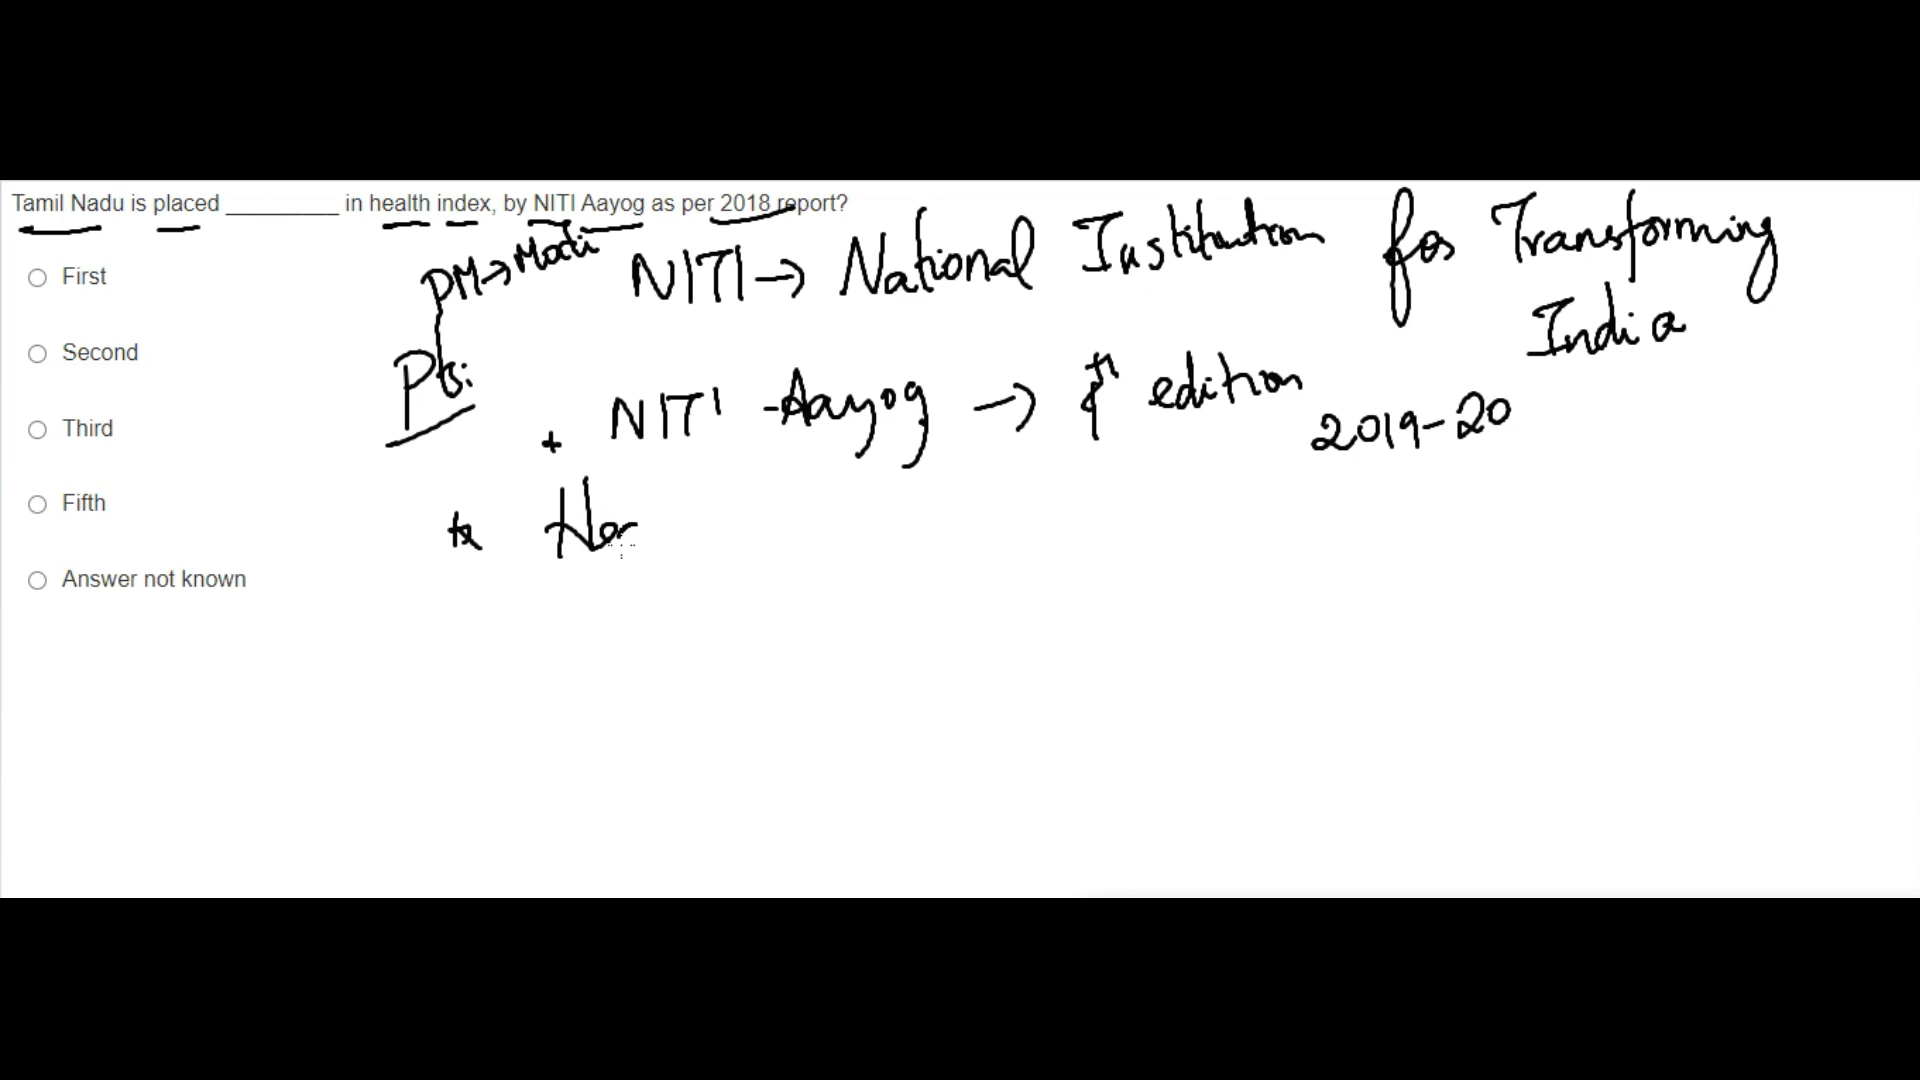 Tamil Nadu is placed _________ in health index, by NITI Aayog as per 2018 report?
First
Second
Third
Fifth
Answer not known
PM→Modi
NITI → National Institution for Transforming
India
Pts:
NITI -Aayog → edition
2019-20